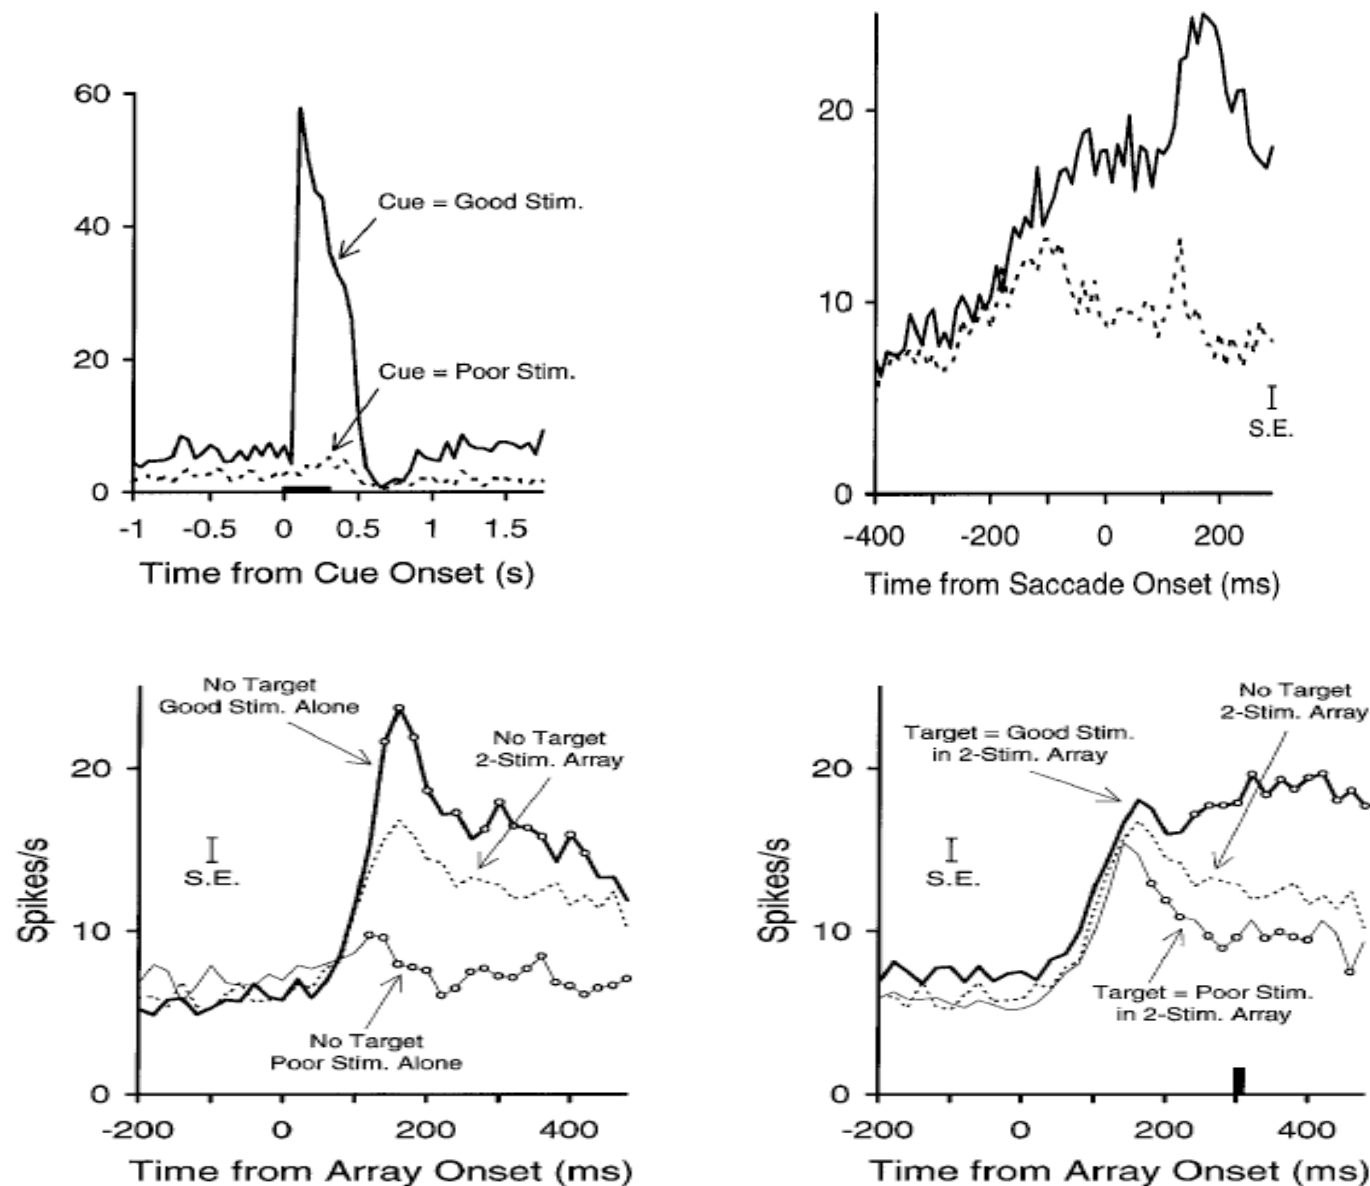 60
40
20
0
Cue = Good Stim.
Cue = Poor Stim.
-1 -0.5 0 0.5 1 1.5
Time from Cue Onset (s)
20
10
0
S.E.
-400 -200 0 200
Time from Saccade Onset (ms)
Spikes/s
20
10
0
No Target
Good Stim. Alone
No Target
2-Stim. Array
S.E.
No Target
Poor Stim. Alone
-200 0 200 400
Time from Array Onset (ms)
Spikes/s
20
10
0
No Target
2-Stim. Array
Target = Good Stim.
in 2-Stim. Array
S.E.
Target = Poor Stim.
in 2-Stim. Array
-200 0 200 400
Time from Array Onset (ms)